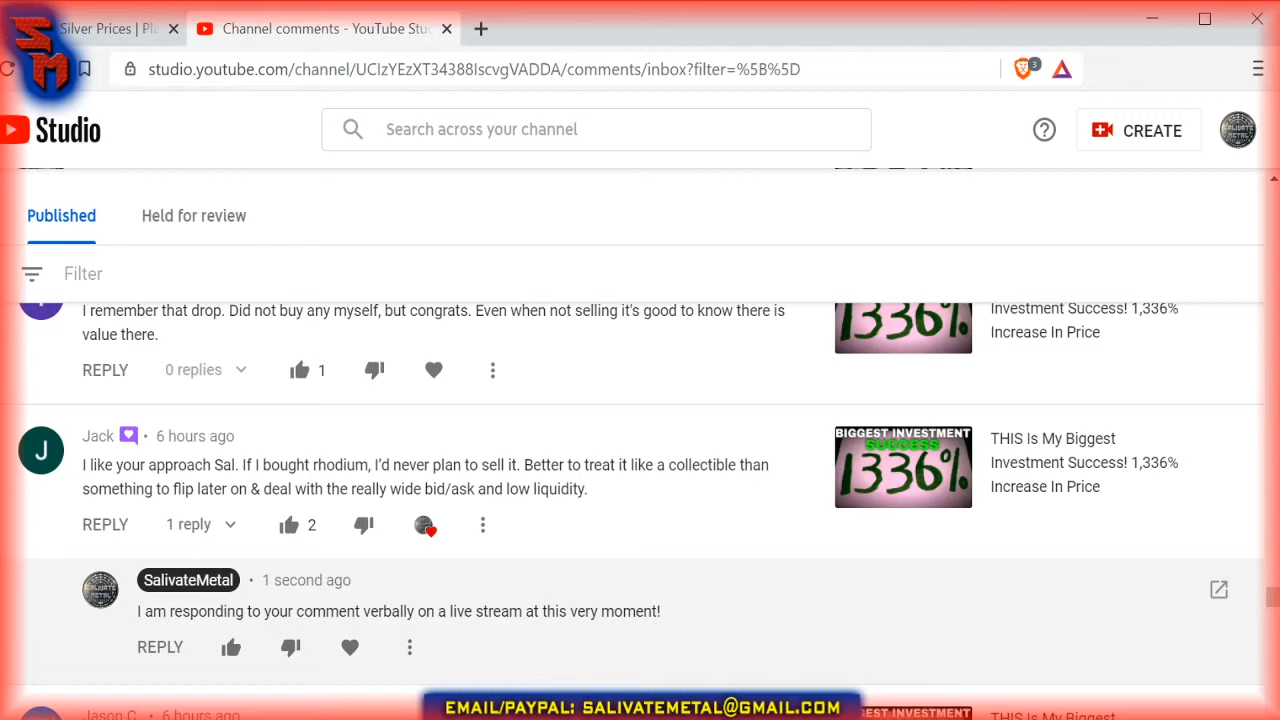 SM
Silver Prices | Pla
Channel comments - YouTube Stu
studio.youtube.com/channel/UCIzYEzXT34388IscvgVADDA/comments/inbox?filter=%5B%5D
3
Studio
Search across your channel
CREATE
Published
Held for review
Filter
I remember that drop. Did not buy any myself, but congrats. Even when not selling it's good to know there is
value there.
REPLY 0 replies 1
1336%
Investment Success! 1,336%
Increase In Price
Jack • 6 hours ago
I like your approach Sal. If I bought rhodium, I'd never plan to sell it. Better to treat it like a collectible than
something to flip later on & deal with the really wide bid/ask and low liquidity.
REPLY 1 reply 2
BIGGEST INVESTMENT
SUCCESS
1336%
THIS Is My Biggest
Investment Success! 1,336%
Increase In Price
SalivateMetal • 1 second ago
I am responding to your comment verbally on a live stream at this very moment!
REPLY
EMAIL/PAYPAL: SALIVATEMETAL@GMAIL.COM
Jason C. • 6 hours ago
THIS Is My Biggest